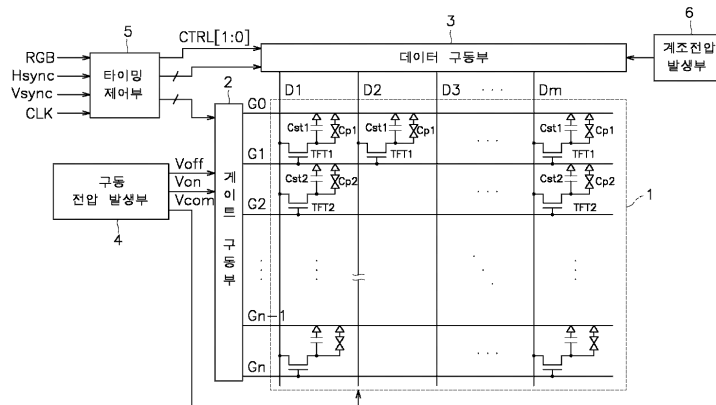 5
3
6
CTRL[1:0]
RGB
Hsync
Vsync
CLK
타이밍
제어부
데이터 구동부
계조전압
발생부
2
D1 D2 D3 ··· Dm
G0
Cst1 Cp1 Cst1 Cp1 ··· Cst1 Cp1
TFT1 TFT1 TFT1
G1
Voff
Von
Vcom
구동
전압 발생부
4
게이트 구동부
Cst2 Cp2 ··· Cst2 Cp2
TFT2 TFT2
G2
1
Gn-1
···
Gn